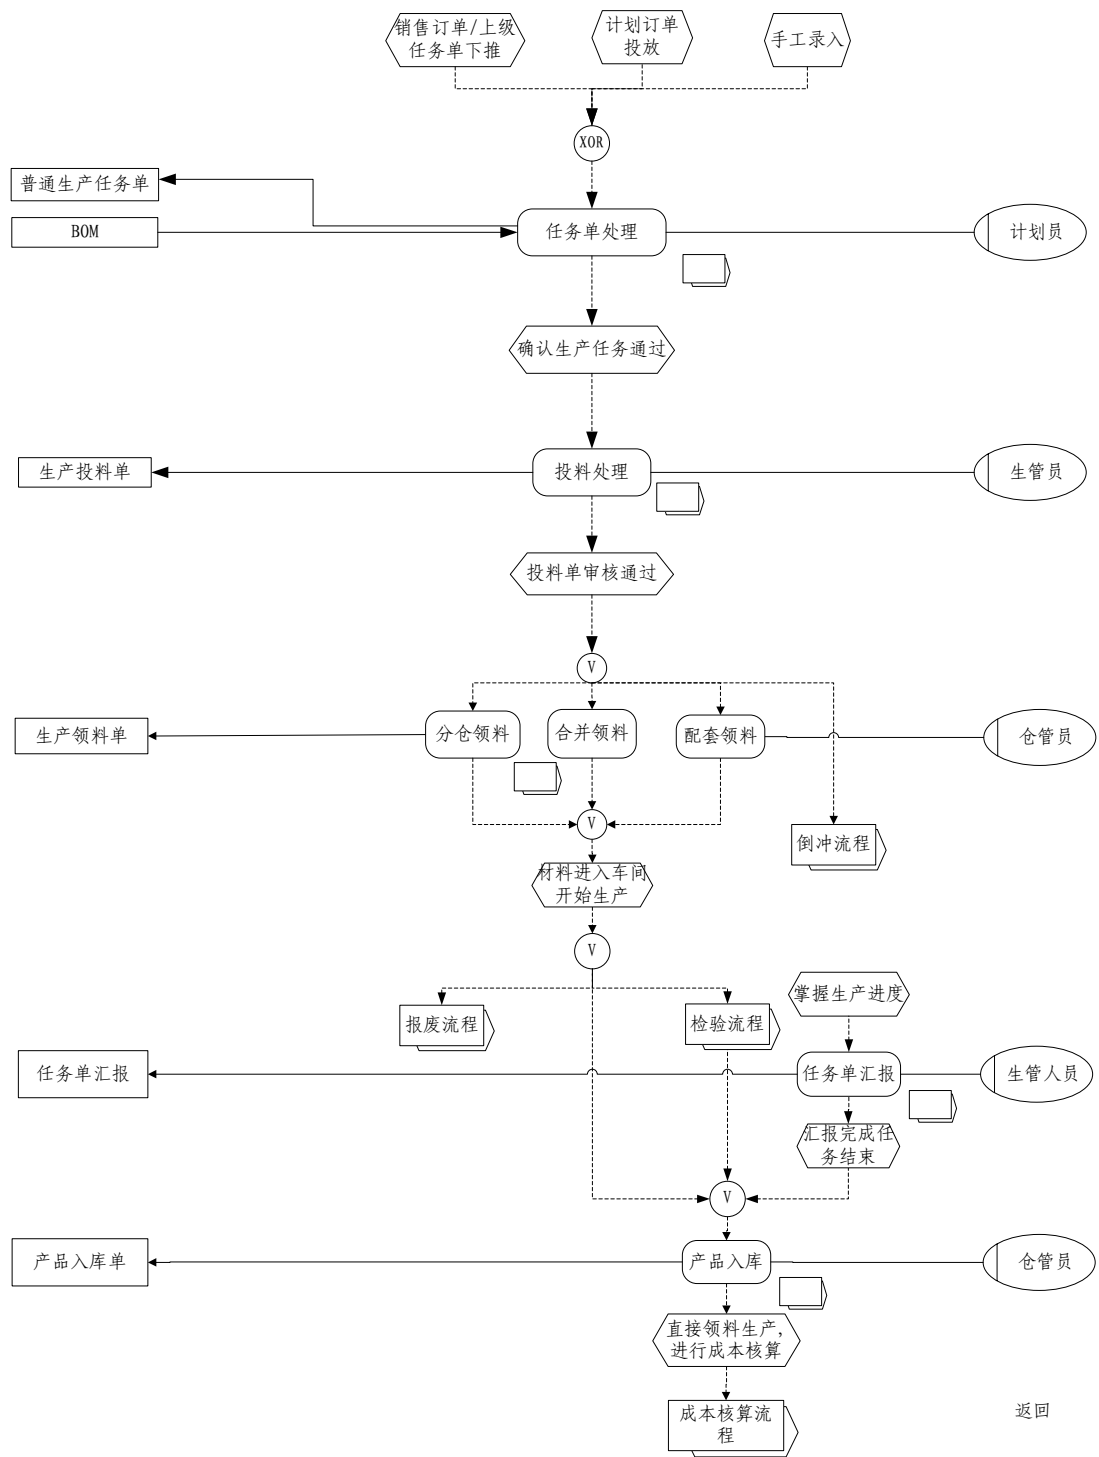 销售订单/上级
任务单下推
计划订单
投放
手工录入
XOR
普通生产任务单
BOM
任务单处理
计划员
确认生产任务通过
生产投料单
投料处理
生管员
投料单审核通过
V
生产领料单
分仓领料
合并领料
配套领料
仓管员
V
倒冲流程
材料进入车间
开始生产
V
掌握生产进度
报废流程
检验流程
任务单汇报
任务单汇报
生管人员
汇报完成任
务结束
V
产品入库单
产品入库
仓管员
直接领料生产,
进行成本核算
成本核算流
程
返回